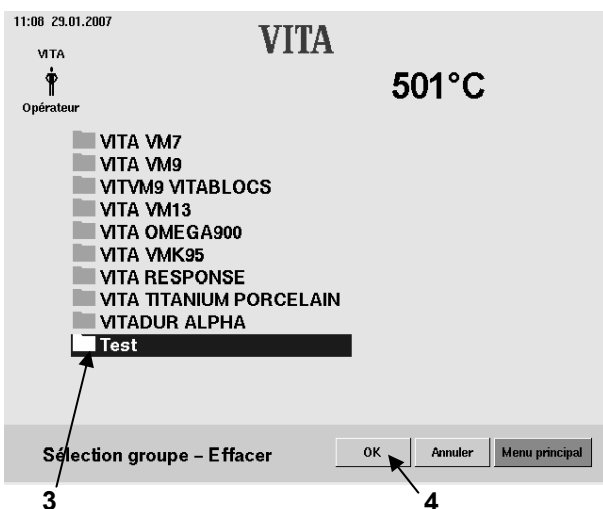 11:08 29.01.2007
VITA
VITA
501°C
Opérateur
VITA VM7
VITA VM9
VITVM9 VITABLOCS
VITA VM13
VITA OMEGA900
VITA VMK95
VITA RESPONSE
VITA TITANIUM PORCELAIN
VITADUR ALPHA
Test
Sélection groupe - Effacer
OK
Annuler
Menu principal
3
4